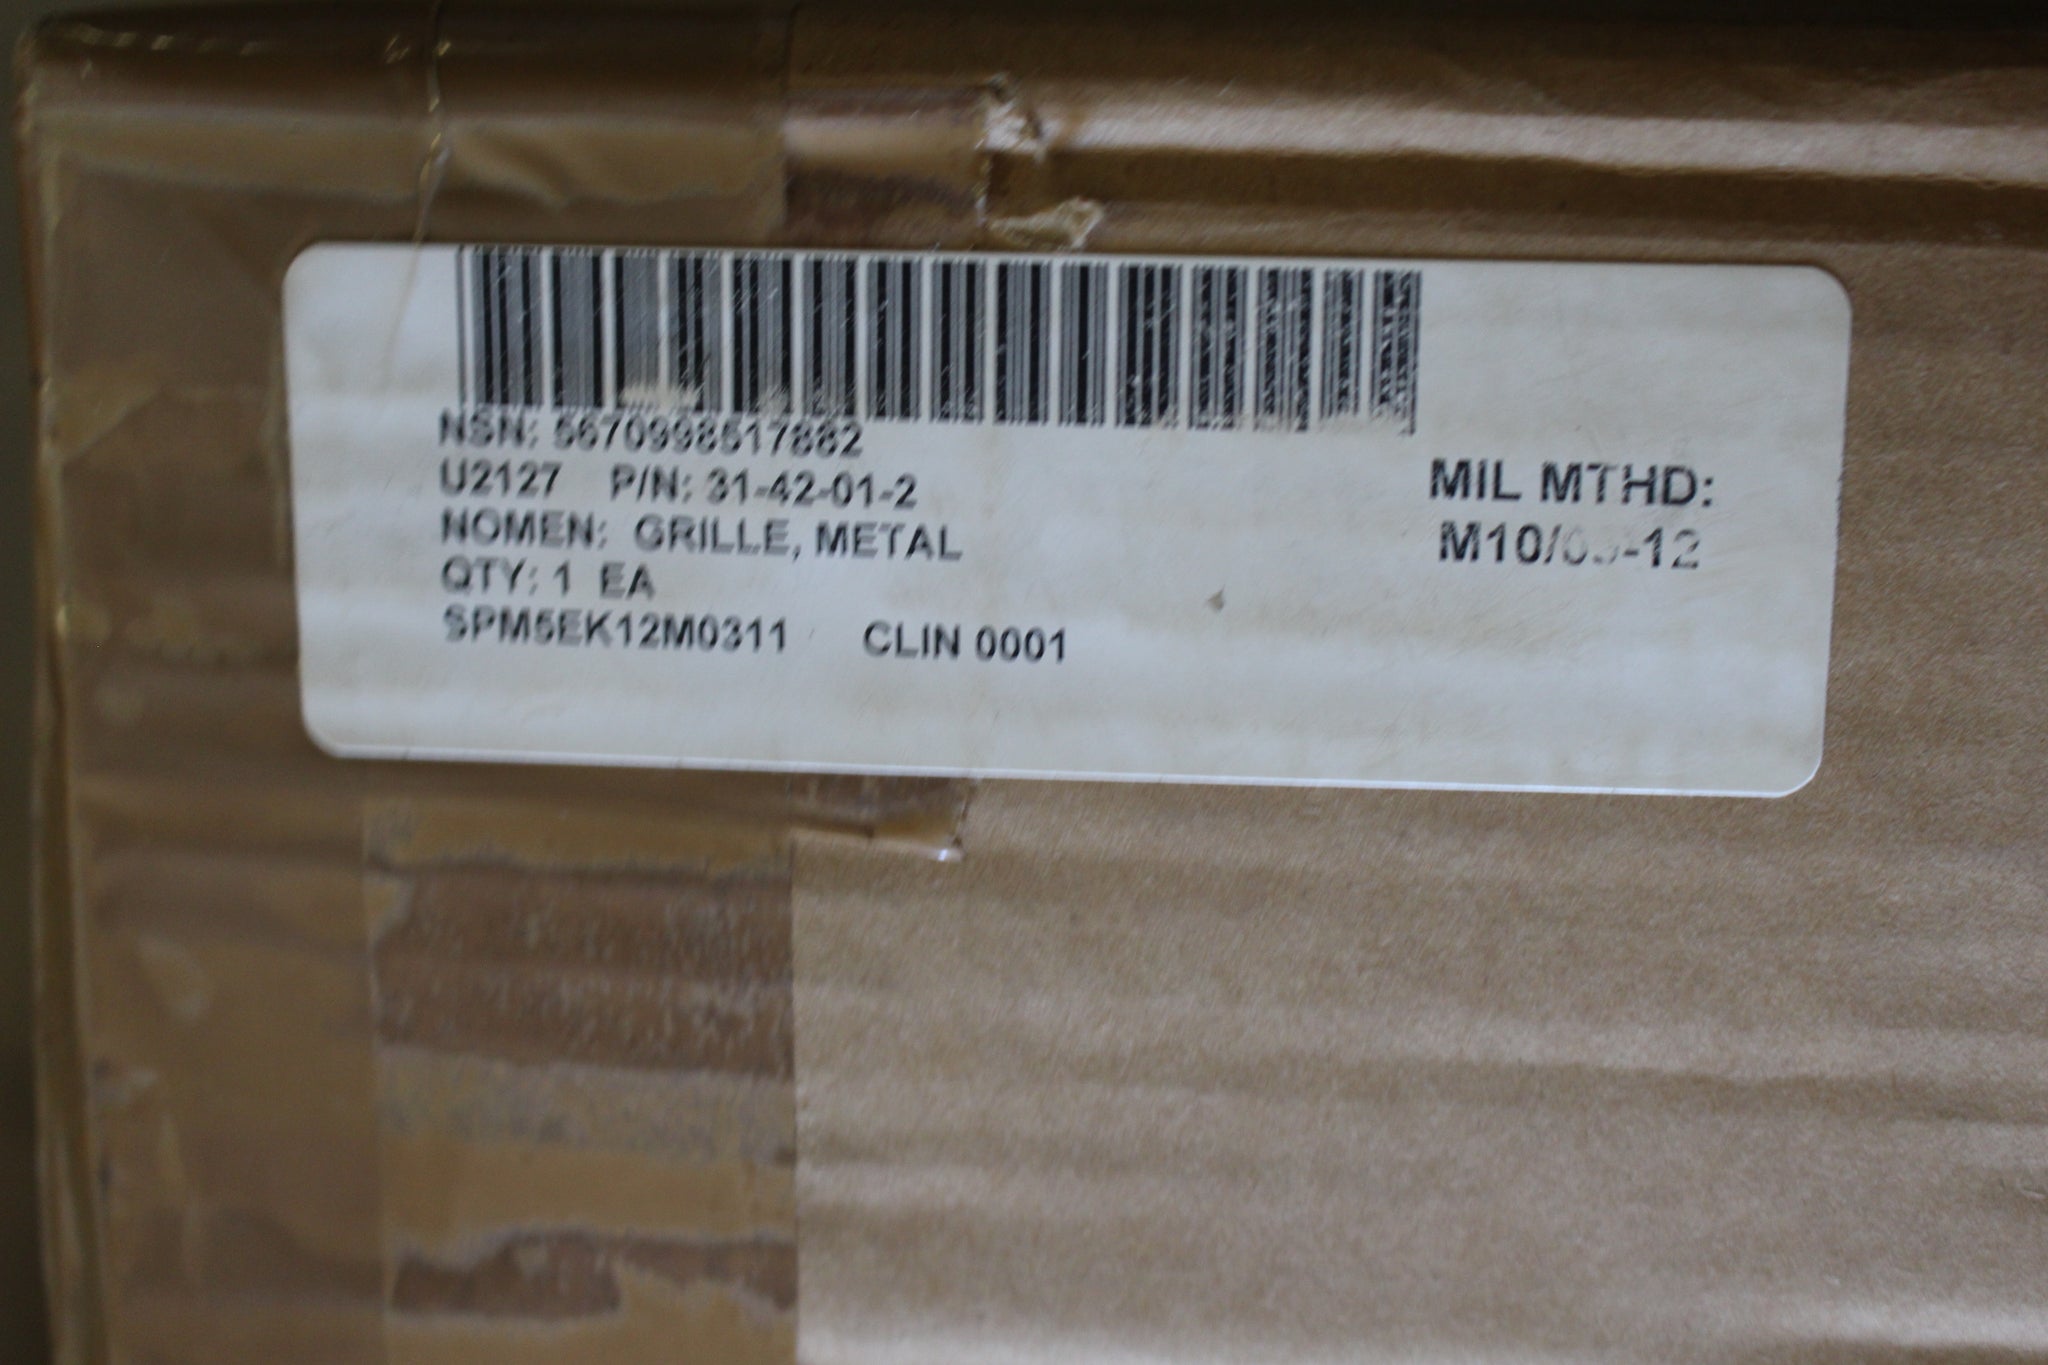 NSN: 5670998517882
U2127 P/N: 31-42-01-2
NOMEN: GRILLE, METAL
QTY: 1 EA
SPM5EK12M0311 CLIN 0001
MIL MTHD: